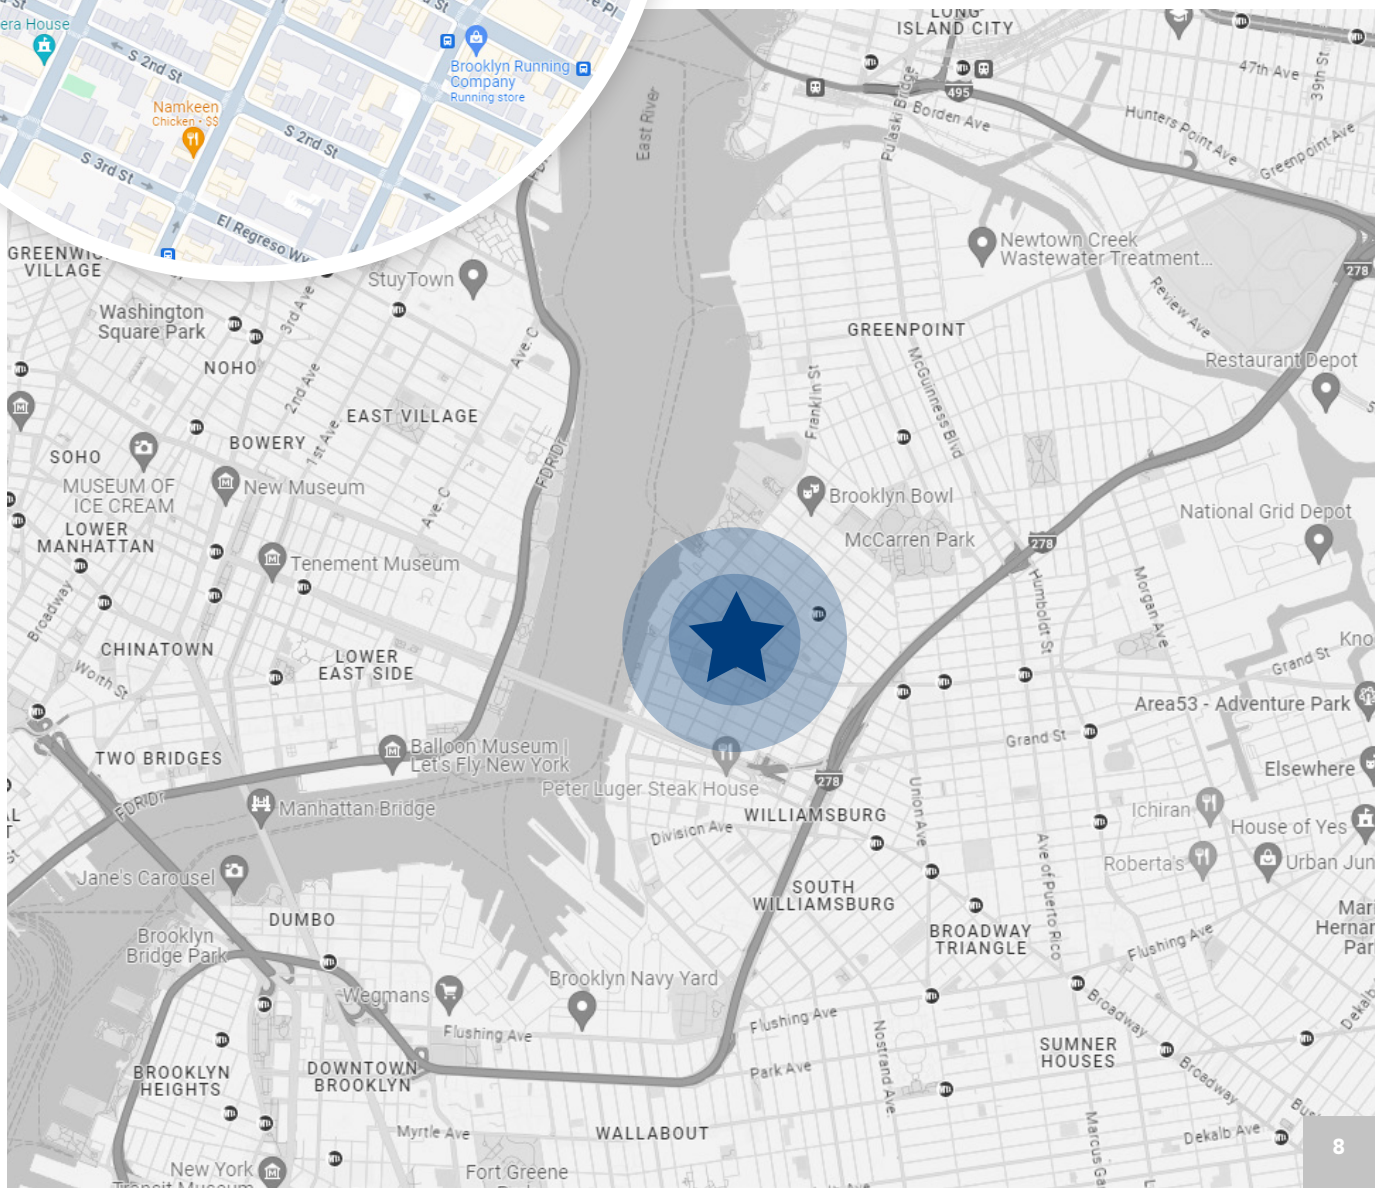 era House
S 2nd St
Brooklyn Running
Company
Running store
Namkeen
Chicken · $$
S 2nd St
S 3rd St
El Regreso Wy
LONG
ISLAND CITY
495
47th Ave
39th St
Pulaski Bridge
Borden Ave
Hunters Point Ave
Greenpoint Ave
East River
GREENWIC
VILLAGE
StuyTown
Newtown Creek
Wastewater Treatment...
278
Washington
Square Park
3rd Ave
Review Ave
GREENPOINT
Ave. C
NOHO
2nd Ave
Franklin St
McGuinness Blvd
Restaurant Depot
EAST VILLAGE
1st Ave
BOWERY
SOHO
FDR Dr
MUSEUM OF
ICE CREAM
New Museum
Ave. C
Brooklyn Bowl
National Grid Depot
LOWER
MANHATTAN
McCarren Park
278
Tenement Museum
Broadway
Humboldt St
Morgan Ave
Kno
CHINATOWN
LOWER
EAST SIDE
Worth St
Grand St
Area53 - Adventure Park
Grand St
TWO BRIDGES
Balloon Museum |
Let's Fly New York
Elsewhere
278
Peter Luger Steak House
FDR Dr
Manhattan Bridge
WILLIAMSBURG
Union Ave
Ichiran
House of Yes
Division Ave
Roberta's
Urban Jun
Jane's Carousel
SOUTH
WILLIAMSBURG
Ave of Puerto Rico
DUMBO
Mari
Hernan
Par
Brooklyn
Bridge Park
BROADWAY
TRIANGLE
Flushing Ave
Brooklyn Navy Yard
Wegmans
Broadway
Dekalb
Flushing Ave
Flushing Ave
Nostrand Ave.
SUMNER
HOUSES
BROOKLYN
HEIGHTS
DOWNTOWN
BROOKLYN
Park Ave
Broadway
Myrtle Ave
WALLABOUT
Marcus Ga
Dekalb Ave
8
New York
Transit Museum
Fort Greene